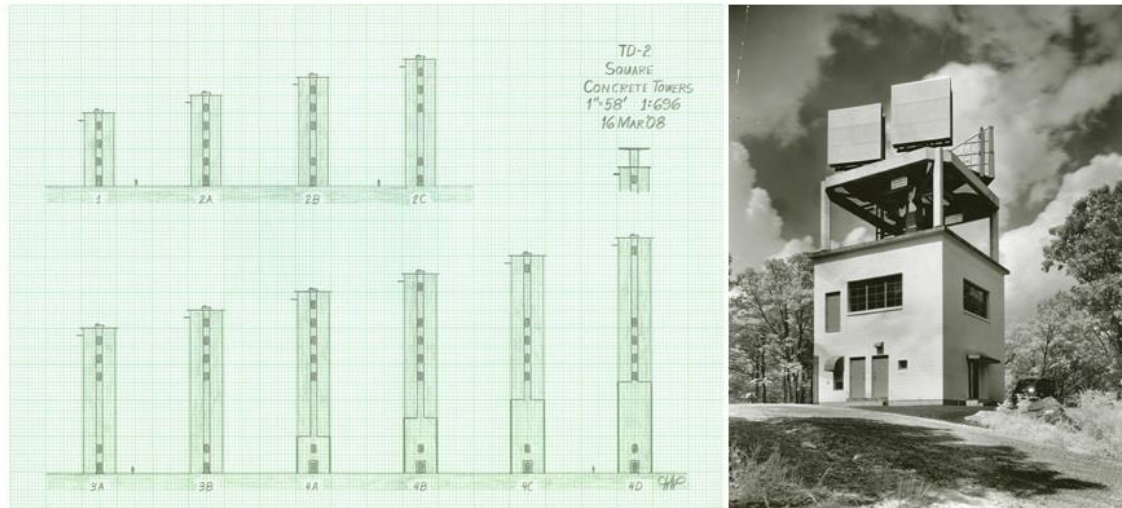 TD-2
SQUARE
CONCRETE TOWERS
1"=58' 1:696
16 MAR '08
1 2A 2B 2C
3A 3B 4A 4B 4C 4D